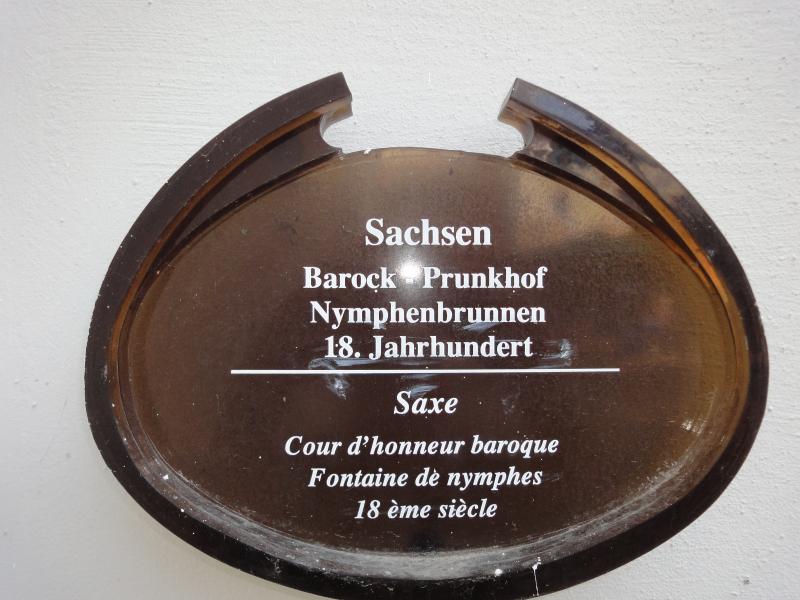 Sachsen
Barock - Prunkhof
Nymphenbrunnen
18. Jahrhundert
Saxe
Cour d'honneur baroque
Fontaine de nymphes
18 ème siècle